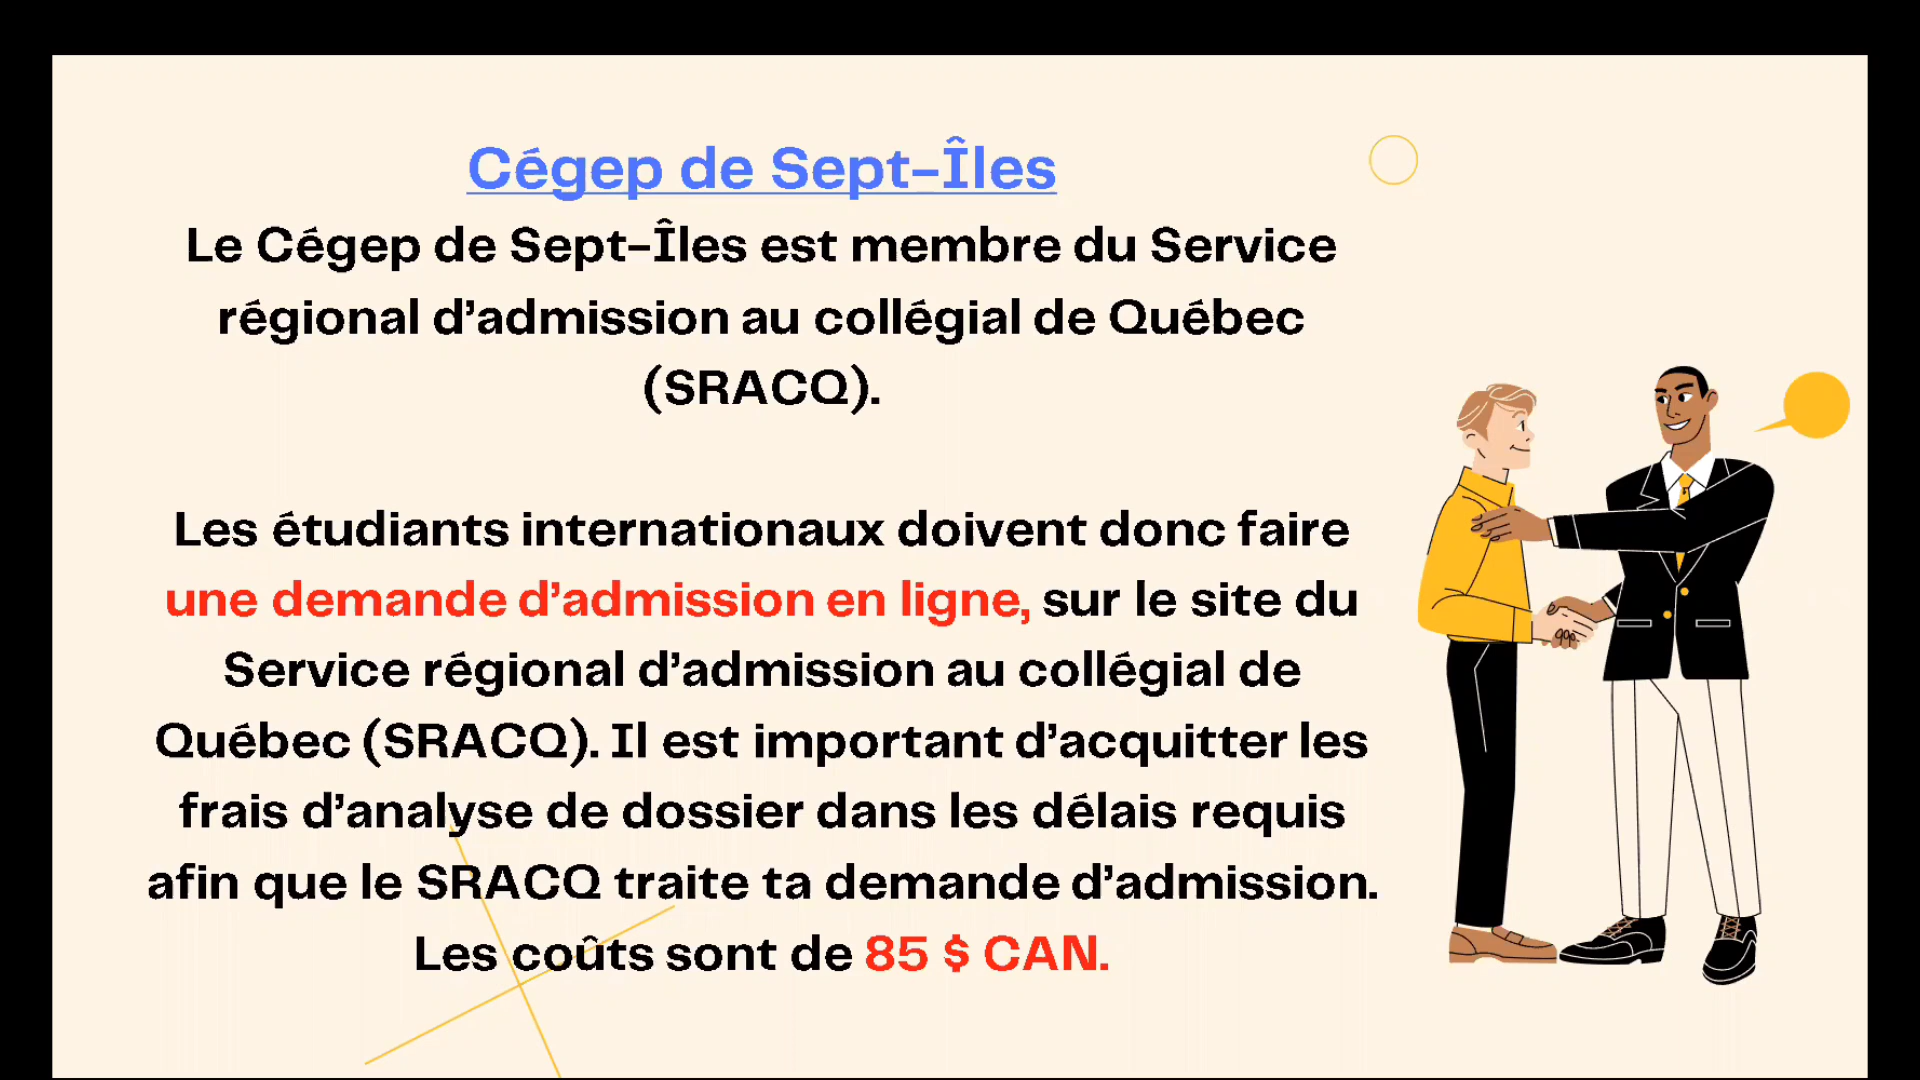 Cégep de Sept-Îles
Le Cégep de Sept-Îles est membre du Service
régional d’admission au collégial de Québec
(SRACQ).
Les étudiants internationaux doivent donc faire
une demande d’admission en ligne, sur le site du
Service régional d’admission au collégial de
Québec (SRACQ). Il est important d’acquitter les
frais d’analyse de dossier dans les délais requis
afin que le SRACQ traite ta demande d’admission.
Les coûts sont de 85 $ CAN.